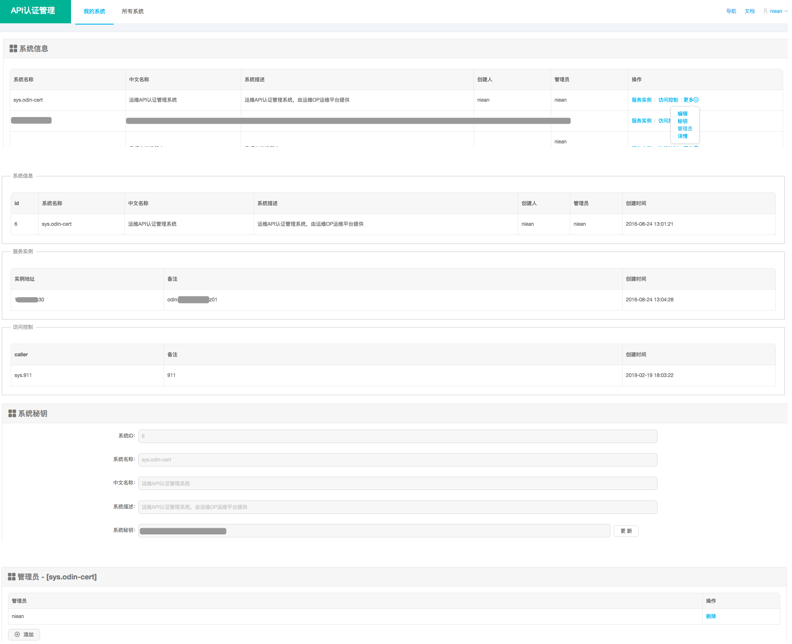 API认证管理 我的系统 所有系统 导航 文档 niean
系统信息
系统名称 中文名称 系统描述 创建人 管理员 操作
sys.odin-cert 运维API认证管理系统 运维API认证管理系统，由运维OP运维平台提供 niean niean 服务实例 访问控制 更多
服务实例
编辑
秘钥
管理员
详情
niean
系统信息
id 系统名称 中文名称 系统描述 创建人 管理员 创建时间
6 sys.odin-cert 运维API认证管理系统 运维API认证管理系统，由运维OP运维平台提供 niean niean 2016-08-24 13:01:21
服务实例
实例地址 备注 创建时间
odin z01 2016-08-24 13:04:28
访问控制
caller 备注 创建时间
sys.911 911 2019-02-19 18:03:22
系统秘钥
系统ID: 6
系统名称: sys.odin-cert
中文名称: 运维API认证管理系统
系统描述: 运维API认证管理系统，由运维OP运维平台提供
系统秘钥: 更 新
管理员 - [sys.odin-cert]
管理员 操作
niean 删除
添加